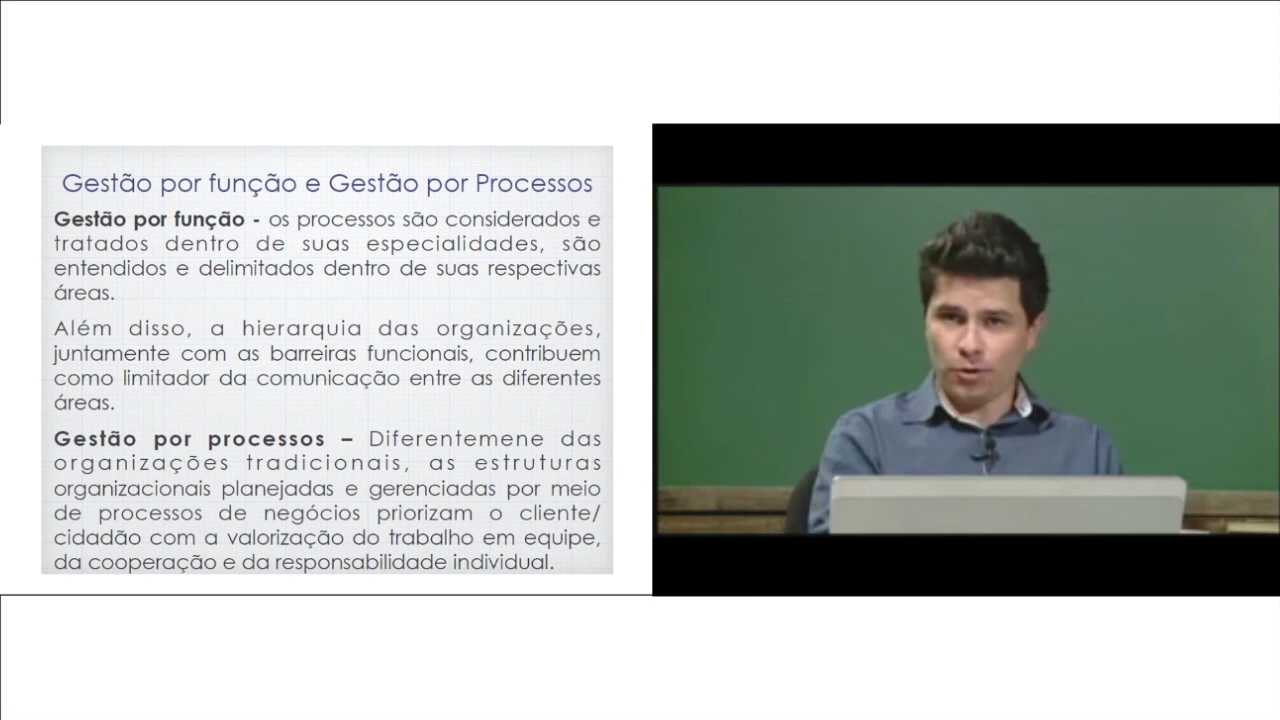 Gestão por função e Gestão por Processos
Gestão por função - os processos são considerados e
tratados dentro de suas especialidades, são
entendidos e delimitados dentro de suas respectivas
áreas.
Além disso, a hierarquia das organizações,
juntamente com as barreiras funcionais, contribuem
como limitador da comunicação entre as diferentes
áreas.
Gestão por processos – Diferentemene das
organizações tradicionais, as estruturas
organizacionais planejadas e gerenciadas por meio
de processos de negócios priorizam o cliente/
cidadão com a valorização do trabalho em equipe,
da cooperação e da responsabilidade individual.